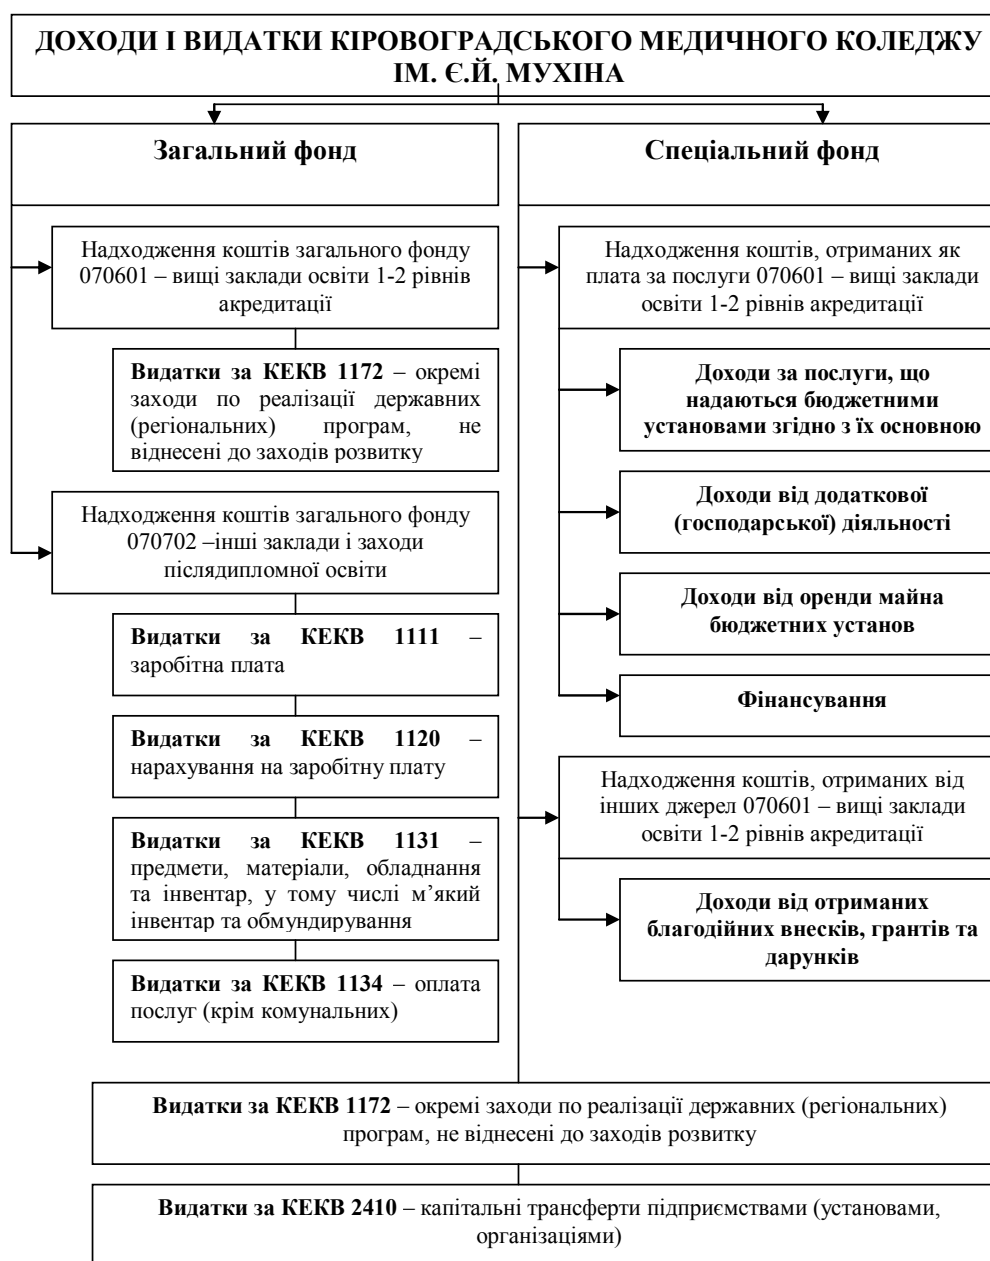 ДОХОДИ І ВИДАТКИ КІРОВОГРАДСЬКОГО МЕДИЧНОГО КОЛЕДЖУ
ІМ. Є.Й. МУХІНА
Загальний фонд
Надходження коштів загального фонду
070601 – вищі заклади освіти 1-2 рівнів
акредитації
Видатки за КЕКВ 1172 – окремі
заходи по реалізації державних
(регіональних) програм, не
віднесені до заходів розвитку
Надходження коштів загального фонду
070702 –інші заклади і заходи
післядипломної освіти
Видатки за КЕКВ 1111 –
заробітна плата
Видатки за КЕКВ 1120 –
нарахування на заробітну плату
Видатки за КЕКВ 1131 –
предмети, матеріали, обладнання
та інвентар, у тому числі м’який
інвентар та обмундирування
Видатки за КЕКВ 1134 – оплата
послуг (крім комунальних)
Спеціальний фонд
Надходження коштів, отриманих як
плата за послуги 070601 – вищі заклади
освіти 1-2 рівнів акредитації
Доходи за послуги, що
надаються бюджетними
установами згідно з їх основною
Доходи від додаткової
(господарської) діяльності
Доходи від оренди майна
бюджетних установ
Фінансування
Надходження коштів, отриманих від
інших джерел 070601 – вищі заклади
освіти 1-2 рівнів акредитації
Доходи від отриманих
благодійних внесків, грантів та
дарунків
Видатки за КЕКВ 1172 – окремі заходи по реалізації державних (регіональних)
програм, не віднесені до заходів розвитку
Видатки за КЕКВ 2410 – капітальні трансферти підприємствами (установами,
організаціями)